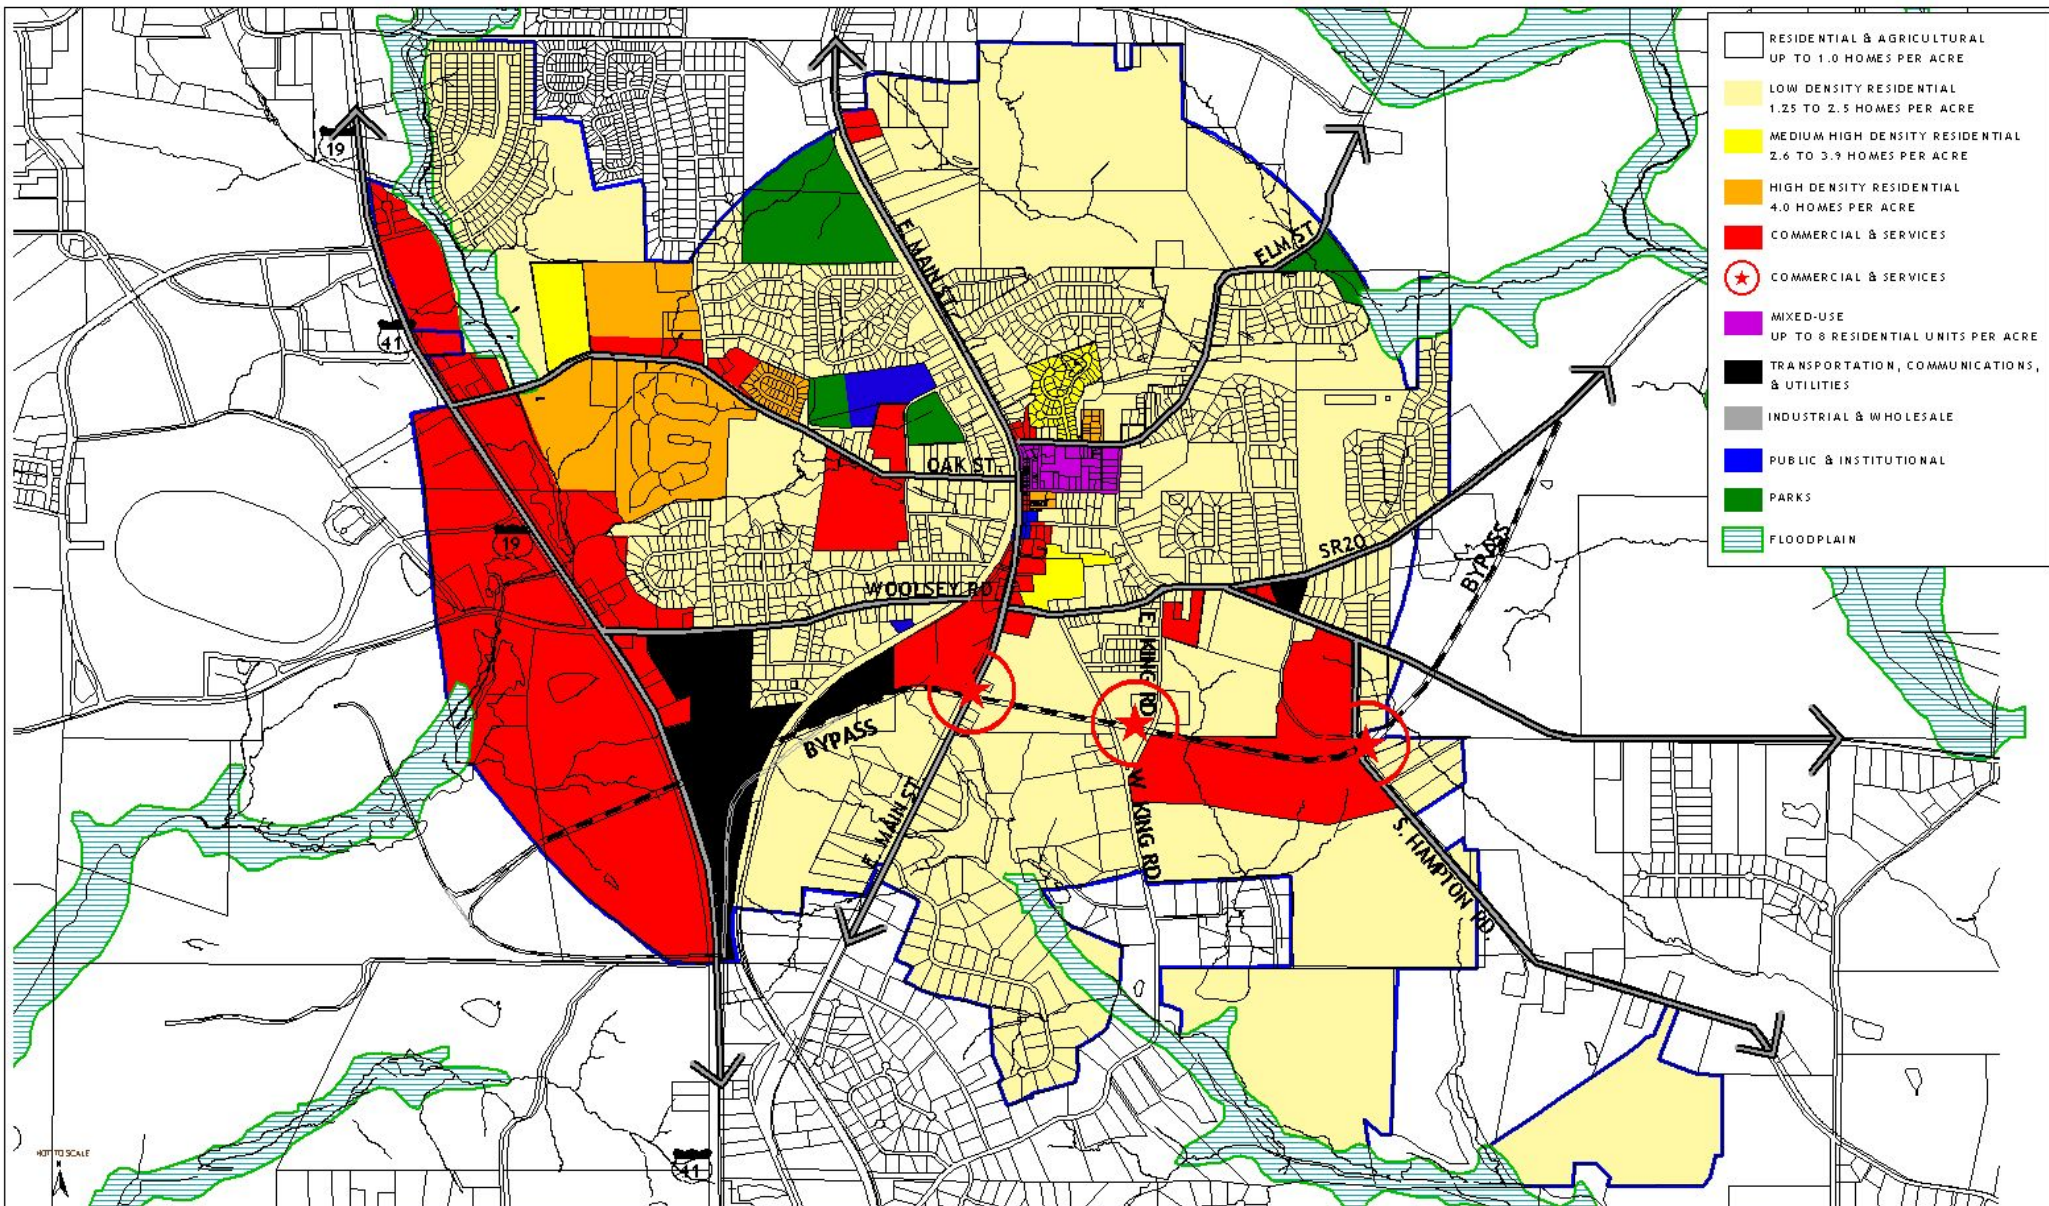 RESIDENTIAL & AGRICULTURAL
UP TO 1.0 HOMES PER ACRE
LOW DENSITY RESIDENTIAL
1.25 TO 2.5 HOMES PER ACRE
MEDIUM HIGH DENSITY RESIDENTIAL
2.6 TO 3.9 HOMES PER ACRE
HIGH DENSITY RESIDENTIAL
4.0 HOMES PER ACRE
COMMERCIAL & SERVICES
COMMERCIAL & SERVICES
MIXED-USE
UP TO 8 RESIDENTIAL UNITS PER ACRE
TRANSPORTATION, COMMUNICATIONS,
& UTILITIES
INDUSTRIAL & WHOLESALE
PUBLIC & INSTITUTIONAL
PARKS
FLOODPLAIN
19
41
E. MAIN ST.
ELM ST
OAK ST.
19
SR20
BYPASS
WOOLSEY RD
E. KING RD
BYPASS
E. MAIN ST
W. KING RD
S. HAMPTON RD.
41
NOT TO SCALE
N